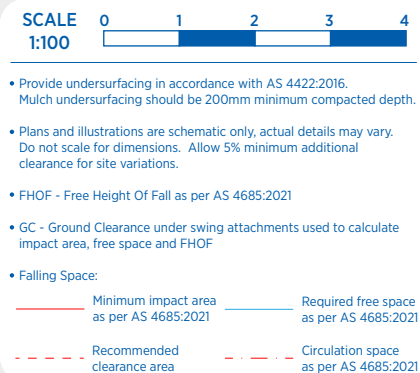 SCALE
1:100
0 1 2 3 4
• Provide undersurfacing in accordance with AS 4422:2016.
Mulch undersurfacing should be 200mm minimum compacted depth.
• Plans and illustrations are schematic only, actual details may vary.
Do not scale for dimensions. Allow 5% minimum additional
clearance for site variations.
• FHOF - Free Height Of Fall as per AS 4685:2021
• GC - Ground Clearance under swing attachments used to calculate
impact area, free space and FHOF
• Falling Space:
Minimum impact area
as per AS 4685:2021
Required free space
as per AS 4685:2021
Recommended
clearance area
Circulation space
as per AS 4685:2021